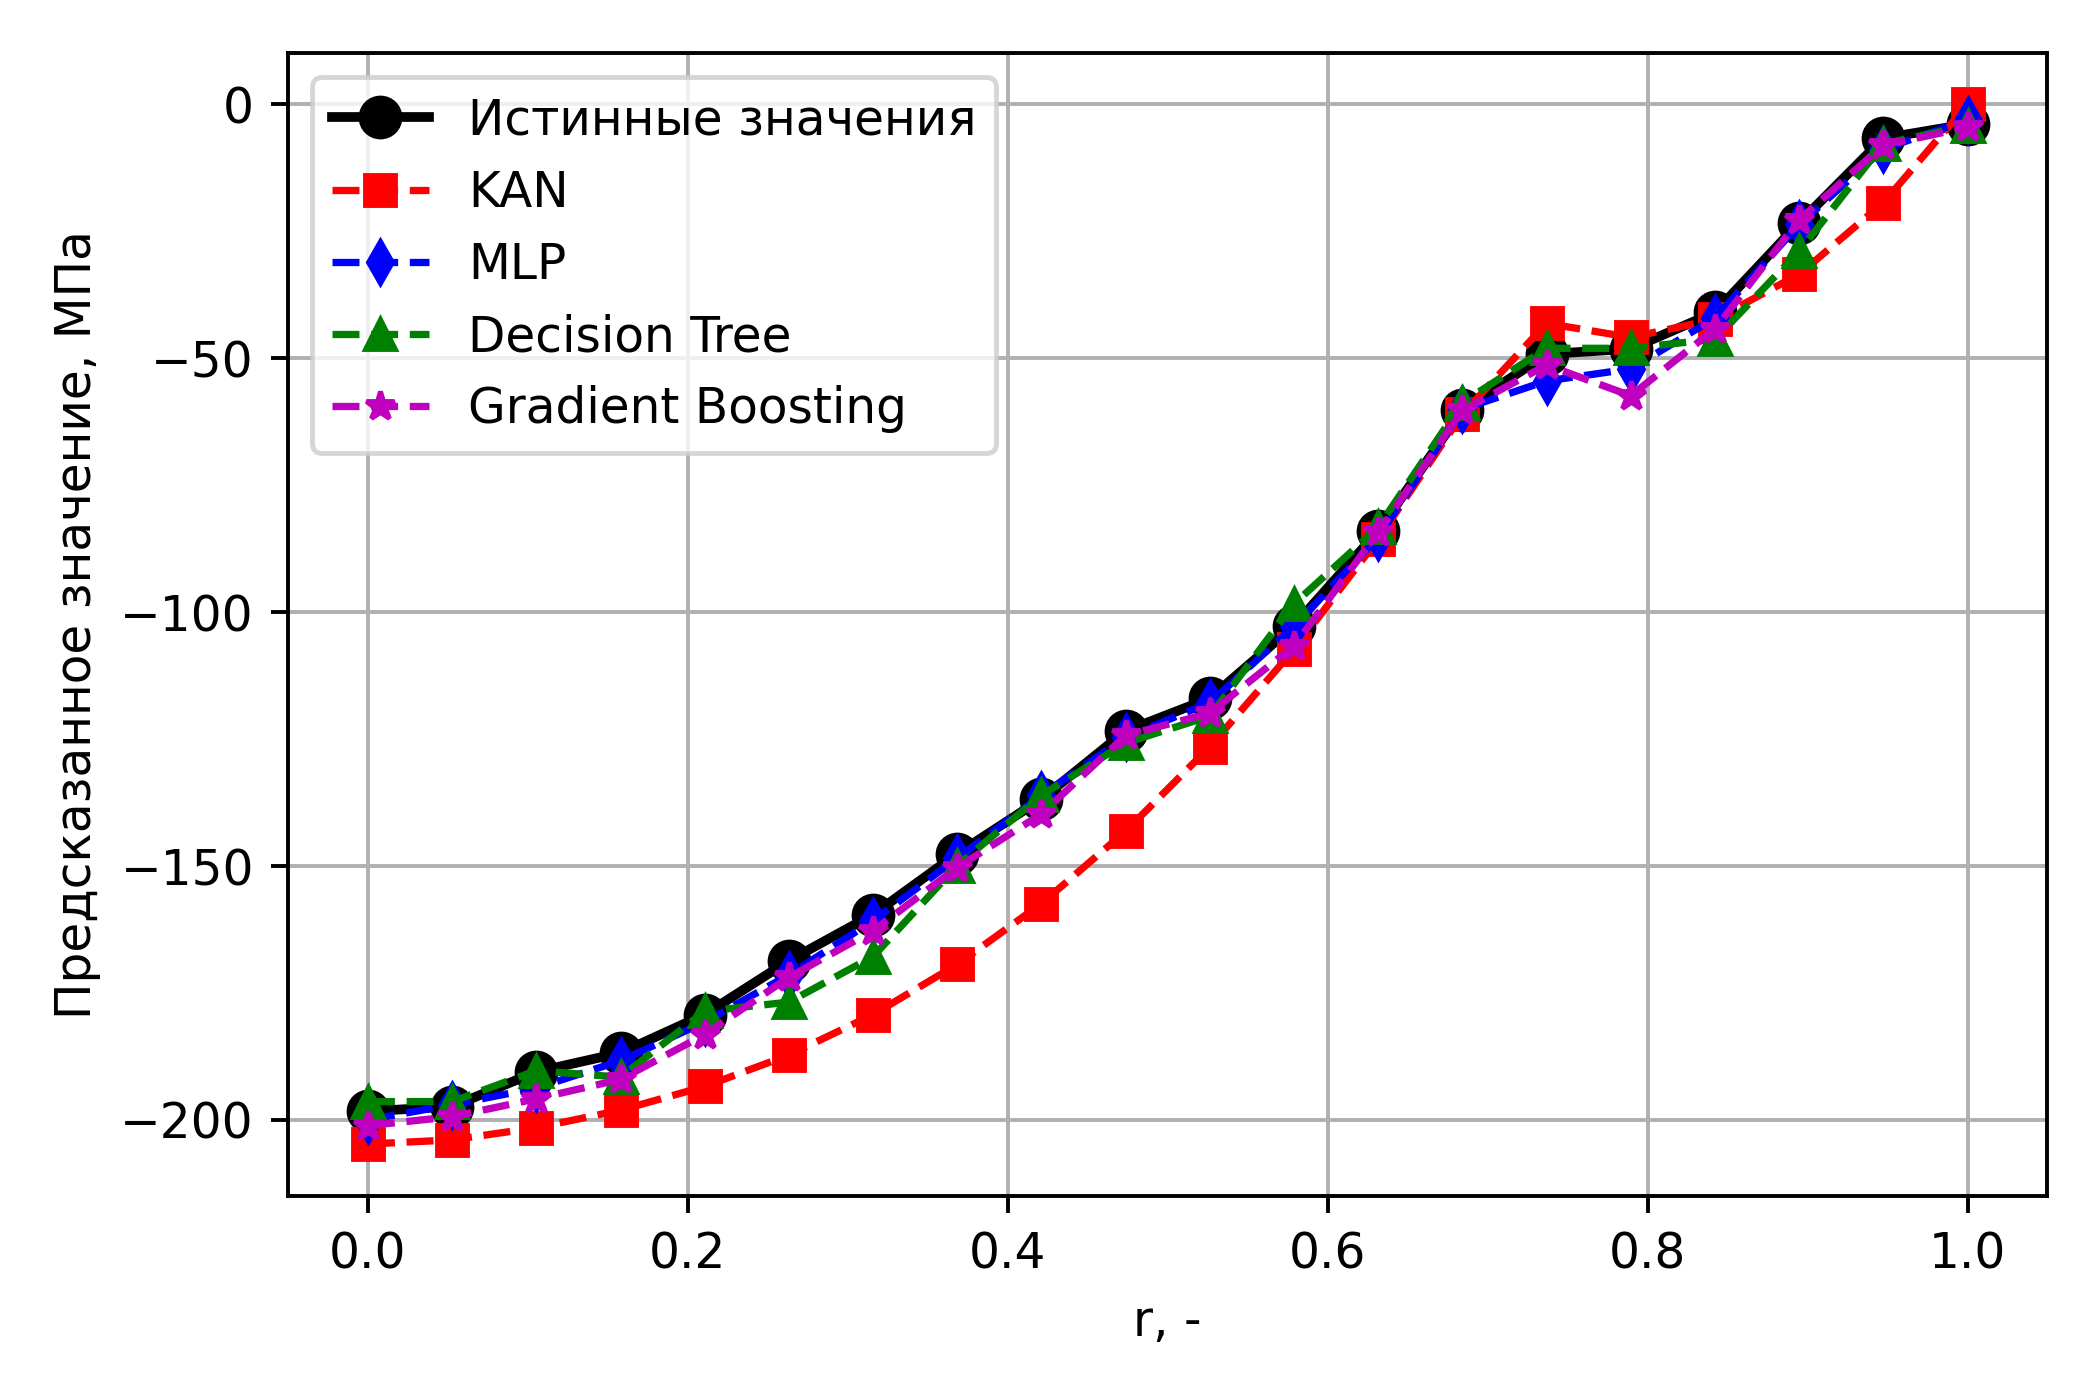 Истинные значения
KAN
MLP
Decision Tree
Gradient Boosting
Предсказанное значение, МПа
0
−50
−100
−150
−200
0.0 0.2 0.4 0.6 0.8 1.0
r, -